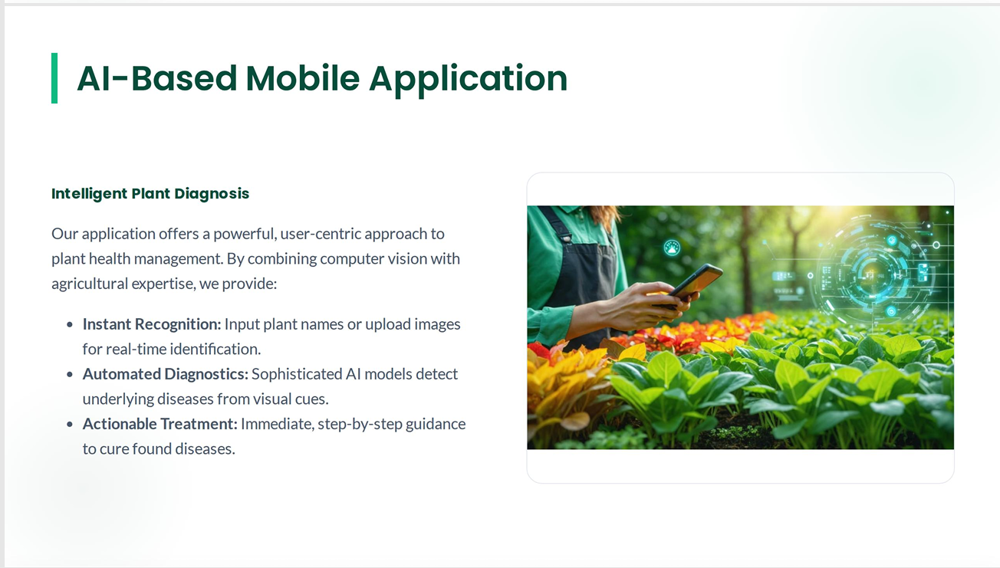 AI-Based Mobile Application
Intelligent Plant Diagnosis
Our application offers a powerful, user-centric approach to
plant health management. By combining computer vision with
agricultural expertise, we provide:
• Instant Recognition: Input plant names or upload images
for real-time identification.
• Automated Diagnostics: Sophisticated AI models detect
underlying diseases from visual cues.
• Actionable Treatment: Immediate, step-by-step guidance
to cure found diseases.